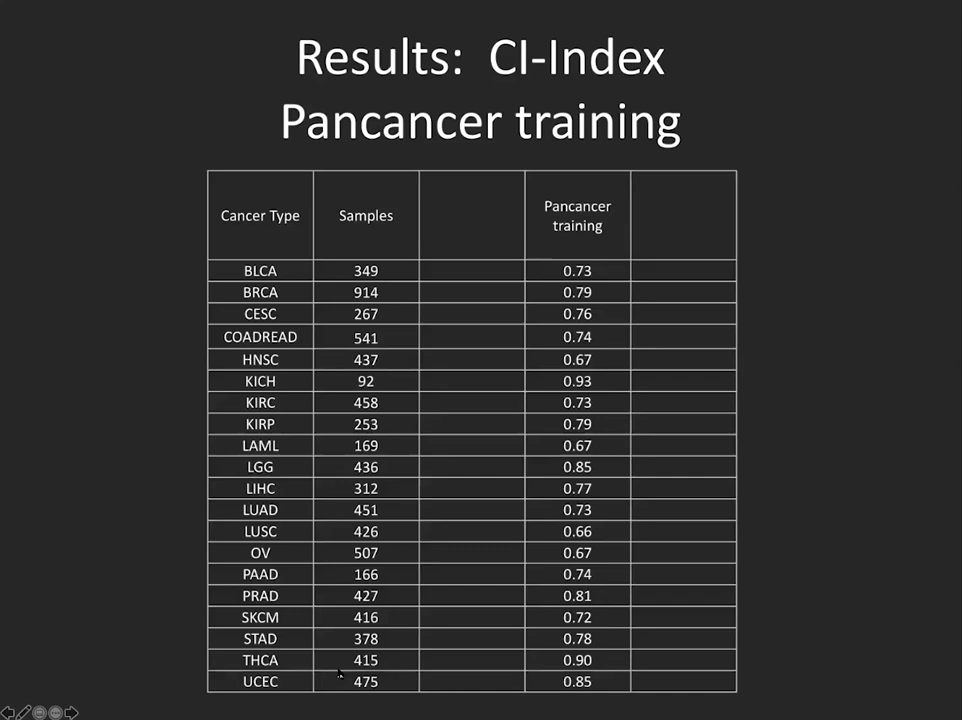 Results: CI-Index
Pancancer training
Cancer Type Samples Pancancer training
BLCA 349 0.73
BRCA 914 0.79
CESC 267 0.76
COADREAD 541 0.74
HNSC 437 0.67
KICH 92 0.93
KIRC 458 0.73
KIRP 253 0.79
LAML 169 0.67
LGG 436 0.85
LIHC 312 0.77
LUAD 451 0.73
LUSC 426 0.66
OV 507 0.67
PAAD 166 0.74
PRAD 427 0.81
SKCM 416 0.72
STAD 378 0.78
THCA 415 0.90
UCEC 475 0.85